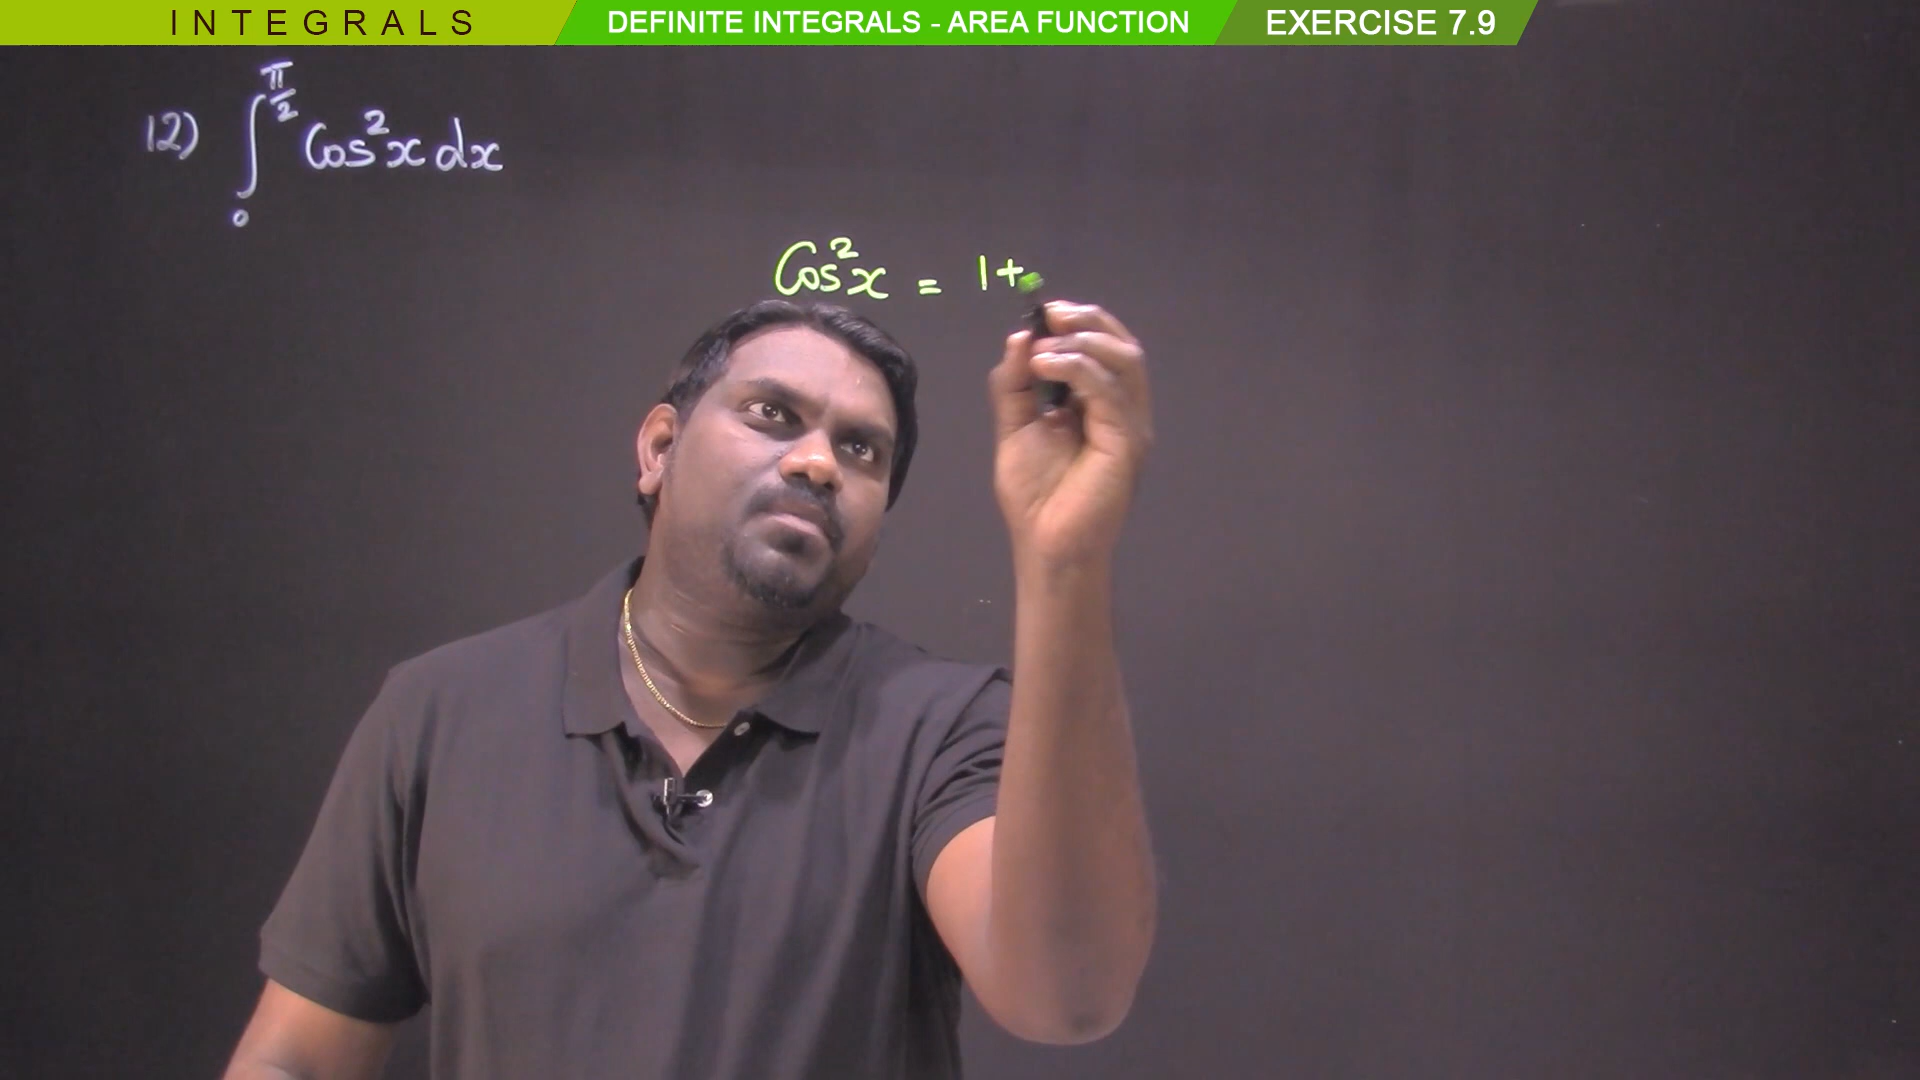 INTEGRALS DEFINITE INTEGRALS - AREA FUNCTION EXERCISE 7.9
12) ∫₀^(π/2) Cos²x dx
Cos²x = 1+